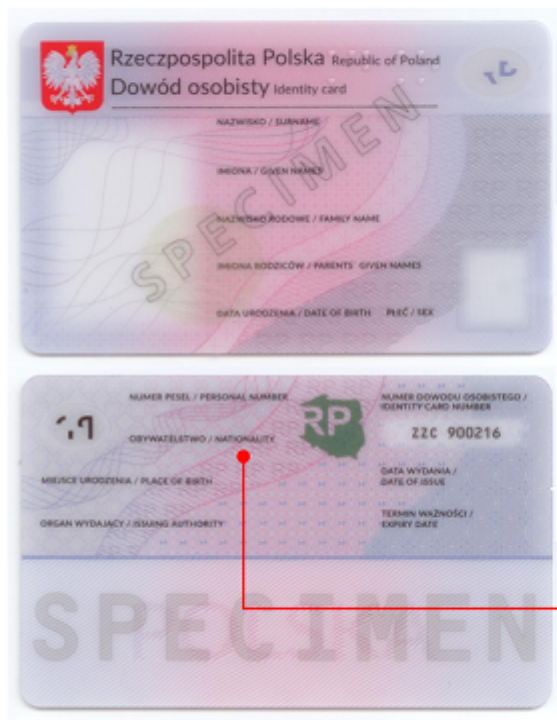 Rzeczpospolita Polska Republic of Poland
Dowód osobisty Identity card
NAZWISKO / SURNAME
IMIONA / GIVEN NAMES
NAZWISKO RODOWE / FAMILY NAME
IMIONA RODZICÓW / PARENTS' GIVEN NAMES
DATA URODZENIA / DATE OF BIRTH PŁEĆ / SEX
SPECIMEN
NUMER PESEL / PERSONAL NUMBER
OBYWATELSTWO / NATIONALITY
RP
NUMER DOWODU OSOBISTEGO /
IDENTITY CARD NUMBER
ZZC 900216
MIEJSCE URODZENIA / PLACE OF BIRTH
DATA WYDANIA /
DATE OF ISSUE
ORGAN WYDAJĄCY / ISSUING AUTHORITY
TERMIN WAŻNOŚCI /
EXPIRY DATE
SPECIMEN